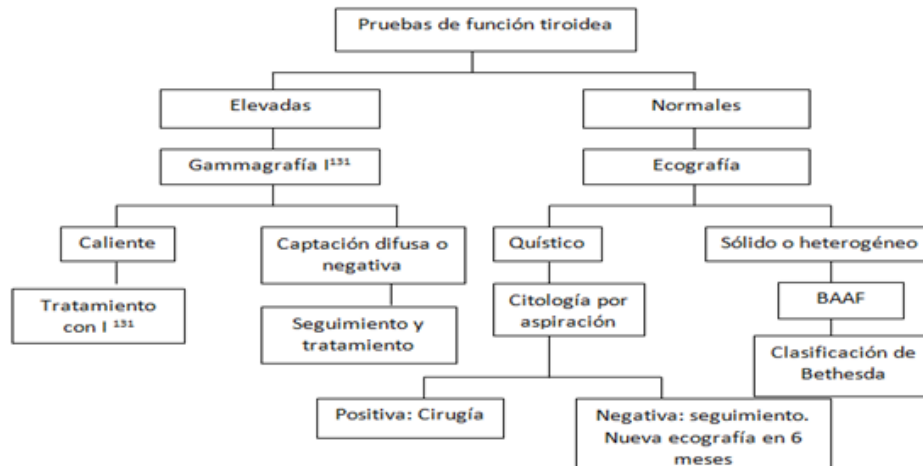 Pruebas de función tiroidea
Elevadas
Normales
Gammagrafía I¹³¹
Ecografía
Caliente
Captación difusa o
negativa
Quístico
Sólido o heterogéneo
Tratamiento
con I ¹³¹
Seguimiento y
tratamiento
Citología por
aspiración
BAAF
Clasificación de
Bethesda
Positiva: Cirugía
Negativa: seguimiento.
Nueva ecografía en 6
meses